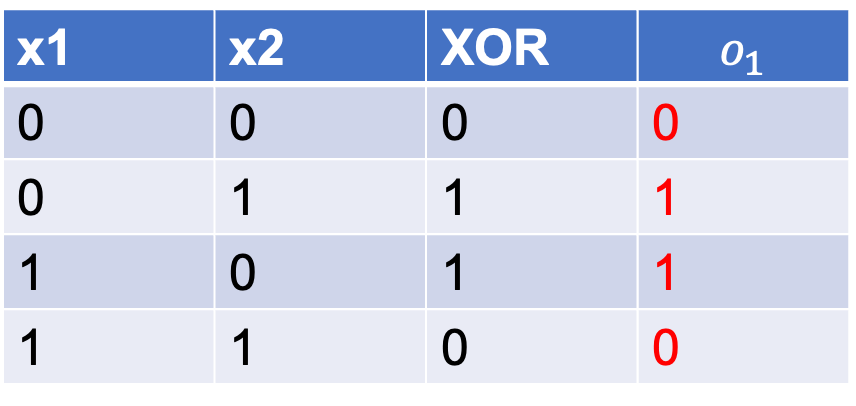 x1 x2 XOR 𝑜₁
0 0 0 0
0 1 1 1
1 0 1 1
1 1 0 0